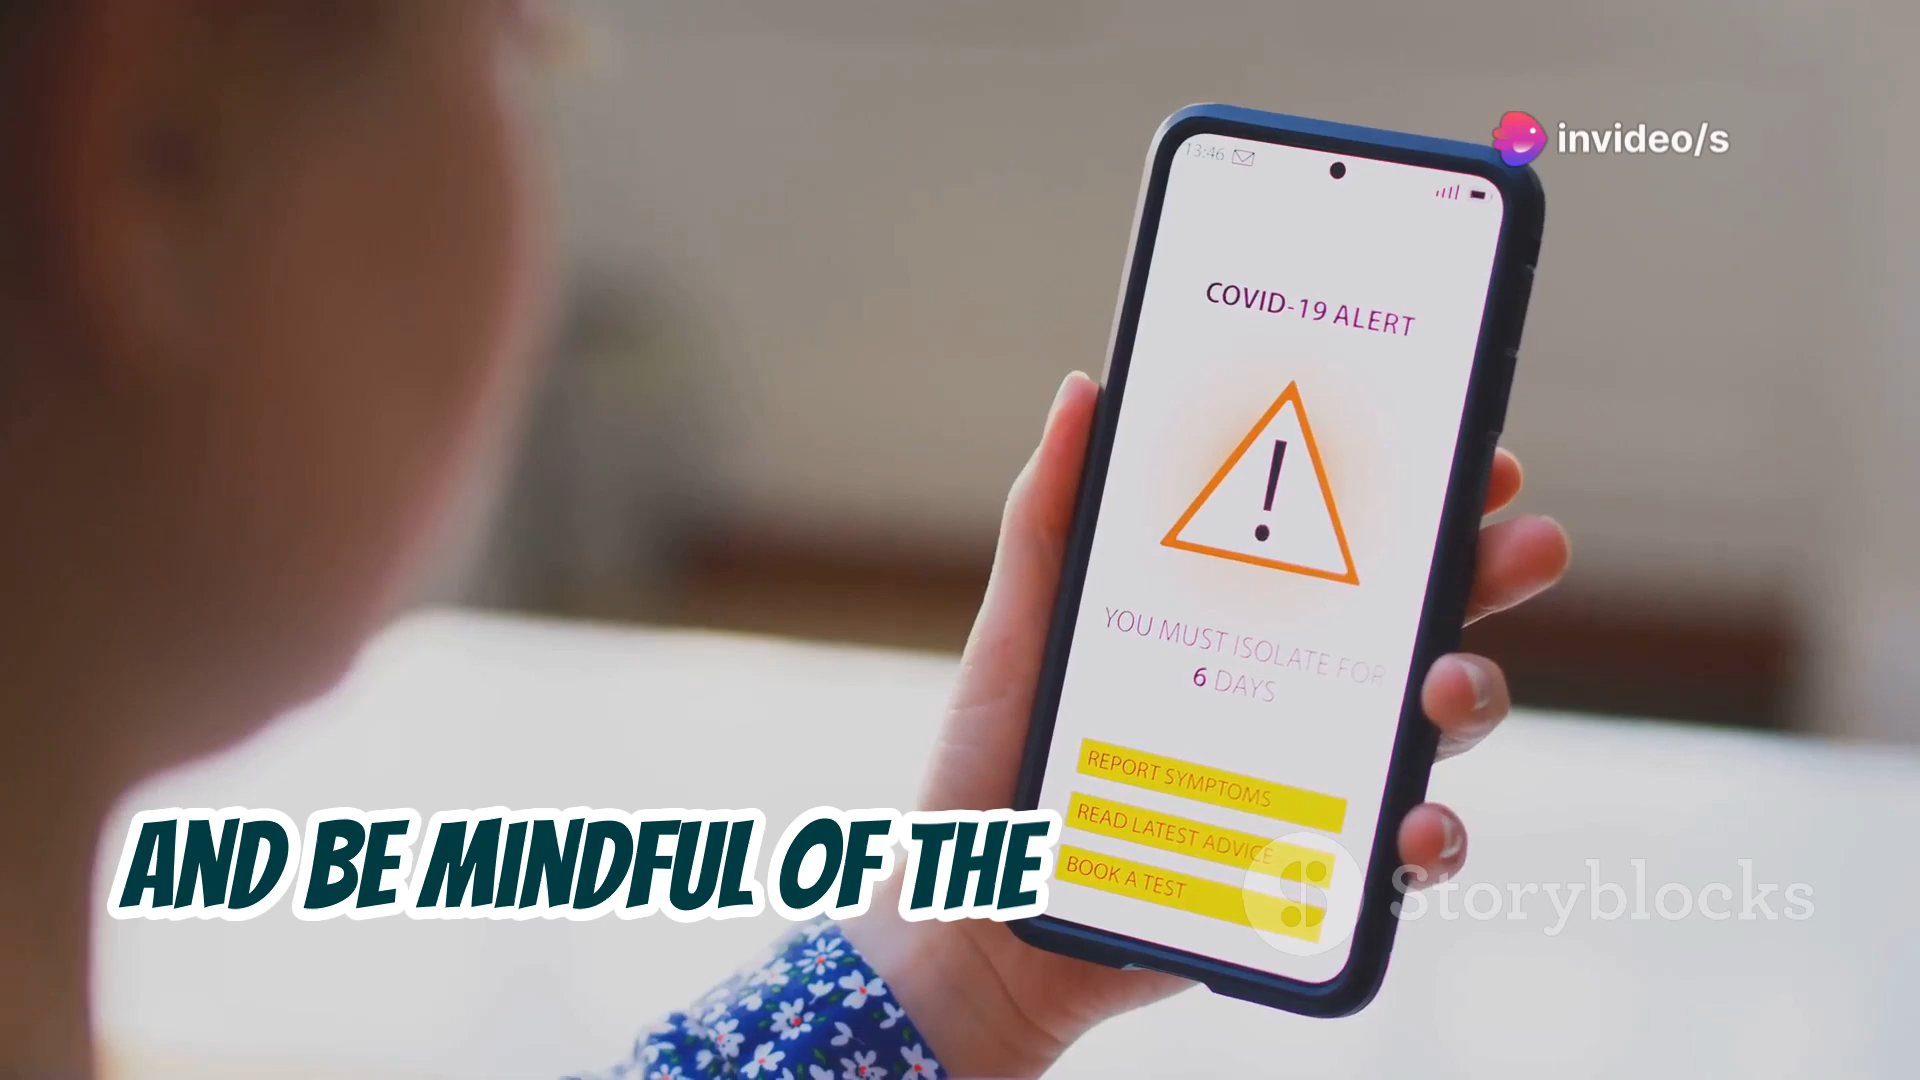 invideo/s
13:46
COVID-19 ALERT
!
YOU MUST ISOLATE FOR
6 DAYS
REPORT SYMPTOMS
READ LATEST ADVICE
BOOK A TEST
AND BE MINDFUL OF THE
Storyblocks